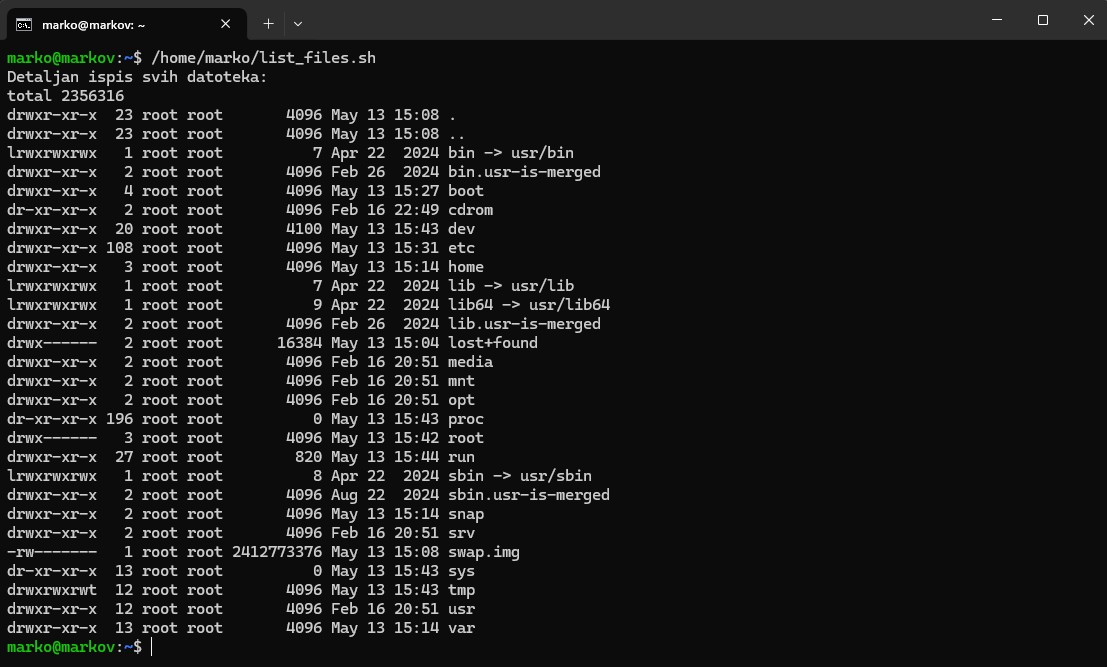 marko@markov: ~
marko@markov:~$ /home/marko/list_files.sh
Detaljan ispis svih datoteka:
total 2356316
drwxr-xr-x  23 root root       4096 May 13 15:08 .
drwxr-xr-x  23 root root       4096 May 13 15:08 ..
lrwxrwxrwx   1 root root          7 Apr 22  2024 bin -> usr/bin
drwxr-xr-x   2 root root       4096 Feb 26  2024 bin.usr-is-merged
drwxr-xr-x   4 root root       4096 May 13 15:27 boot
dr-xr-xr-x   2 root root       4096 Feb 16 22:49 cdrom
drwxr-xr-x  20 root root       4100 May 13 15:43 dev
drwxr-xr-x 108 root root       4096 May 13 15:31 etc
drwxr-xr-x   3 root root       4096 May 13 15:14 home
lrwxrwxrwx   1 root root          7 Apr 22  2024 lib -> usr/lib
lrwxrwxrwx   1 root root          9 Apr 22  2024 lib64 -> usr/lib64
drwxr-xr-x   2 root root       4096 Feb 26  2024 lib.usr-is-merged
drwx------   2 root root      16384 May 13 15:04 lost+found
drwxr-xr-x   2 root root       4096 Feb 16 20:51 media
drwxr-xr-x   2 root root       4096 Feb 16 20:51 mnt
drwxr-xr-x   2 root root       4096 Feb 16 20:51 opt
dr-xr-xr-x 196 root root          0 May 13 15:43 proc
drwx------   3 root root       4096 May 13 15:42 root
drwxr-xr-x  27 root root        820 May 13 15:44 run
lrwxrwxrwx   1 root root          8 Apr 22  2024 sbin -> usr/sbin
drwxr-xr-x   2 root root       4096 Aug 22  2024 sbin.usr-is-merged
drwxr-xr-x   2 root root       4096 May 13 15:14 snap
drwxr-xr-x   2 root root       4096 Feb 16 20:51 srv
-rw-------   1 root root 2412773376 May 13 15:08 swap.img
dr-xr-xr-x  13 root root          0 May 13 15:43 sys
drwxrwxrwt  12 root root       4096 May 13 15:43 tmp
drwxr-xr-x  12 root root       4096 Feb 16 20:51 usr
drwxr-xr-x  13 root root       4096 May 13 15:14 var
marko@markov:~$